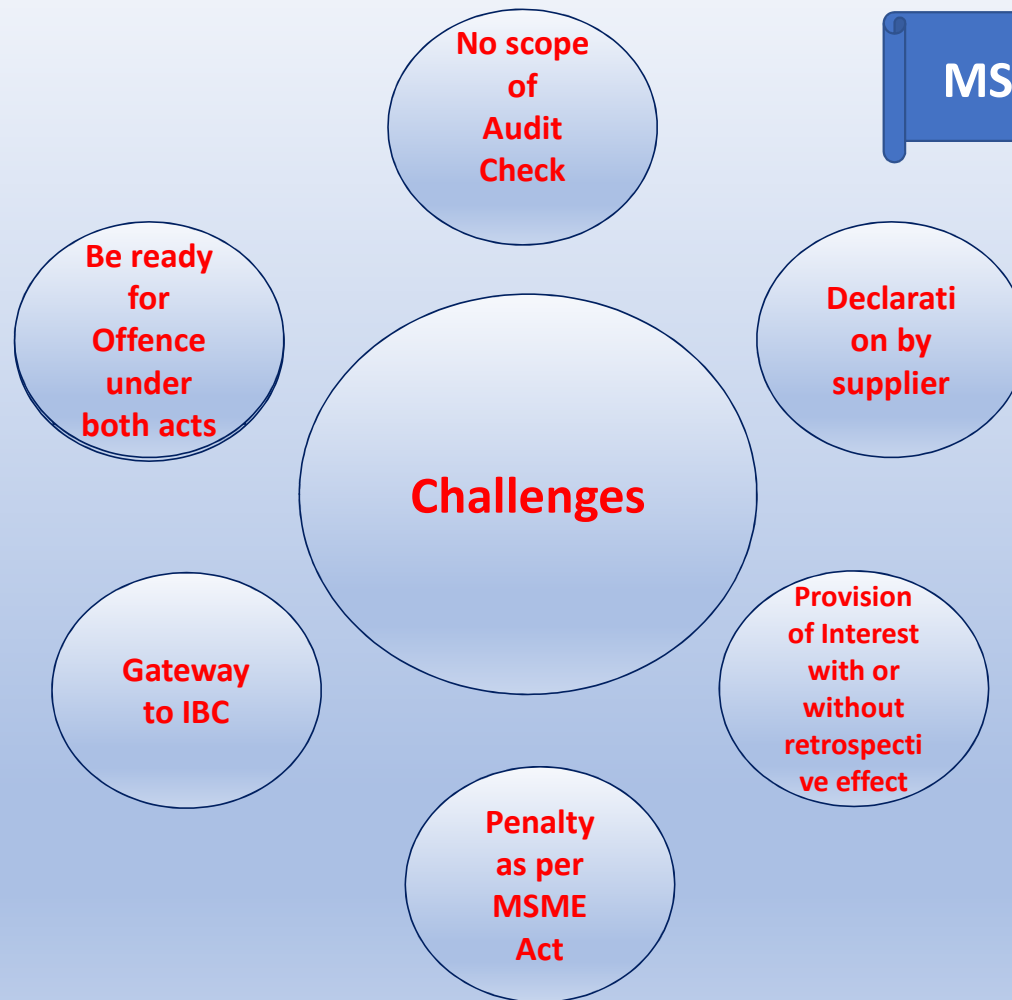 No scope
of
Audit
Check
MS
Be ready
for
Offence
under
both acts
Declarati
on by
supplier
Challenges
Provision
of Interest
with or
without
retrospecti
ve effect
Gateway
to IBC
Penalty
as per
MSME
Act